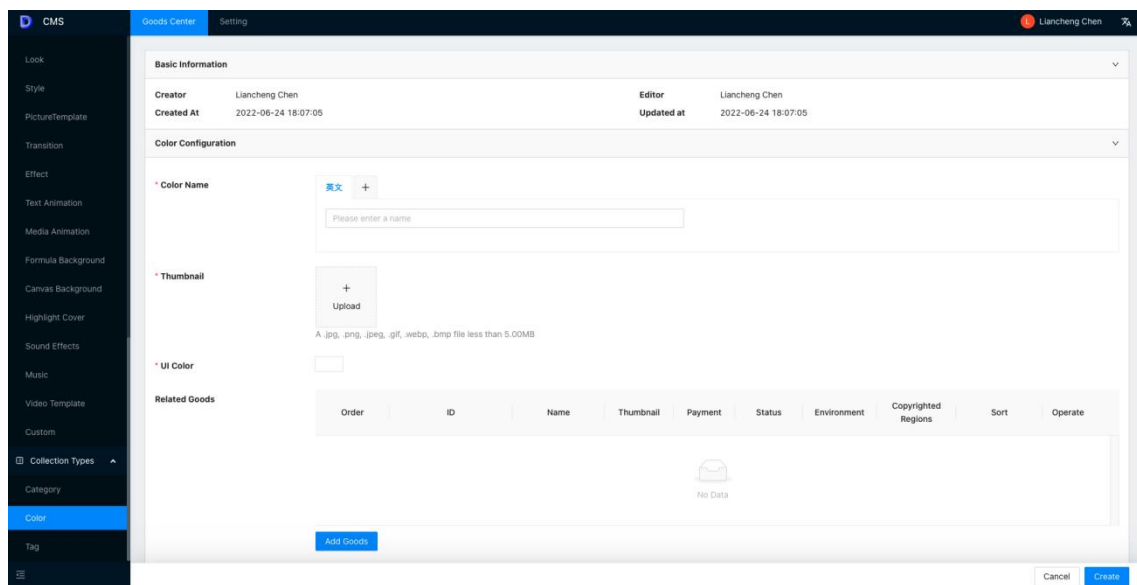 CMS
Goods Center
Setting
Liancheng Chen
Look
Style
PictureTemplate
Transition
Effect
Text Animation
Media Animation
Formula Background
Canvas Background
Highlight Cover
Sound Effects
Music
Video Template
Custom
Collection Types
Category
Color
Tag
Basic Information
Creator Liancheng Chen Editor Liancheng Chen
Created At 2022-06-24 18:07:05 Updated at 2022-06-24 18:07:05
Color Configuration
* Color Name
英文 +
Please enter a name
* Thumbnail
+
Upload
A .jpg, .png, .jpeg, .gif, .webp, .bmp file less than 5.00MB
* UI Color
Related Goods
Order ID Name Thumbnail Payment Status Environment Copyrighted Regions Sort Operate
No Data
Add Goods
Cancel Create